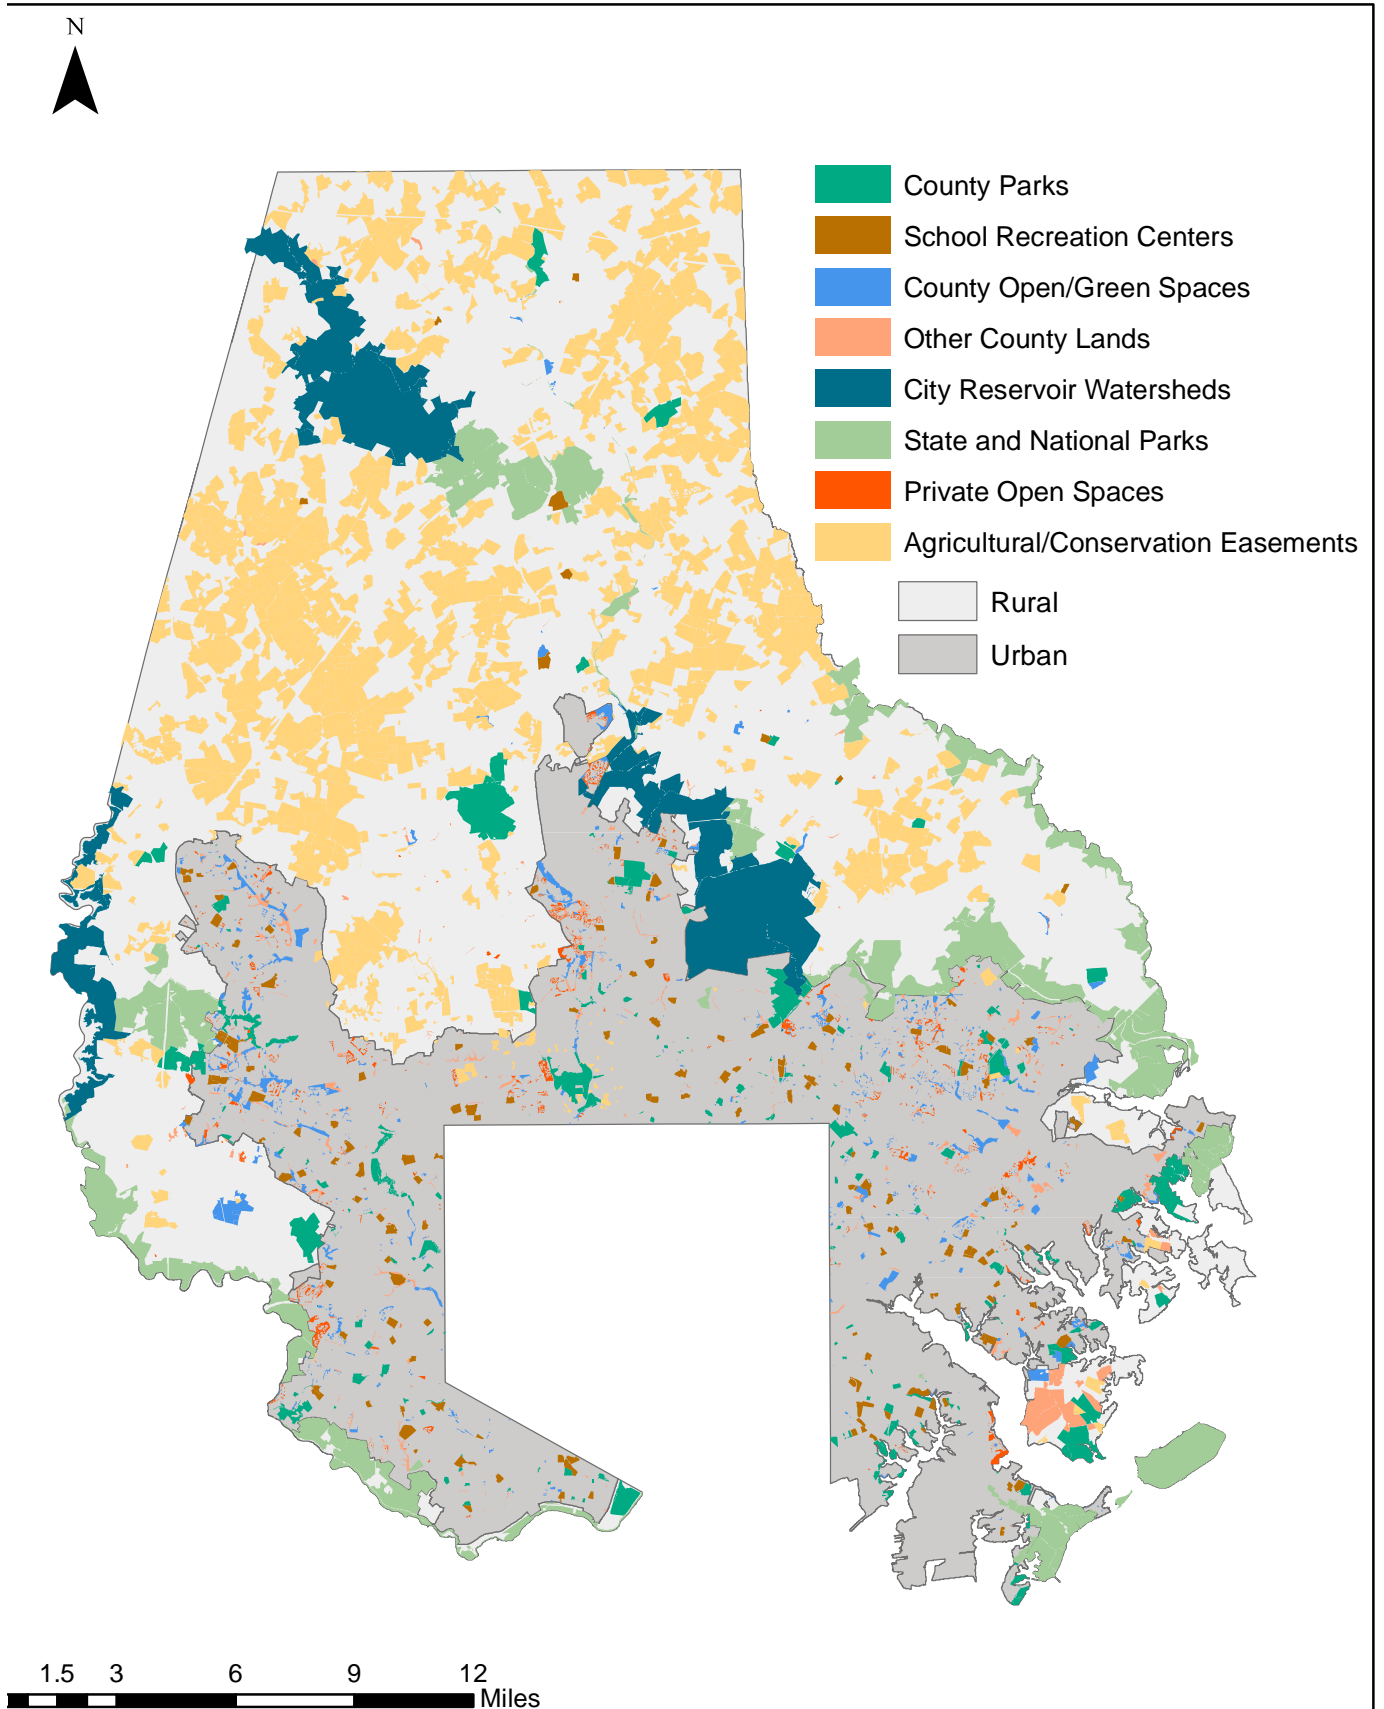 N
County Parks
School Recreation Centers
County Open/Green Spaces
Other County Lands
City Reservoir Watersheds
State and National Parks
Private Open Spaces
Agricultural/Conservation Easements
Rural
Urban
1.5 3 6 9 12
Miles